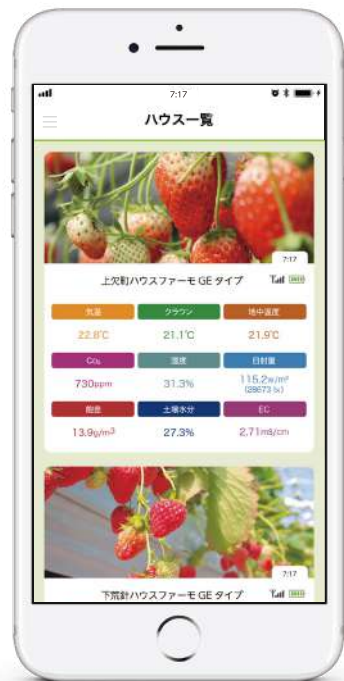 7:17
ハウス一覧
7:17
上欠町ハウスファーモ GE タイプ
気温 クラウン 地中温度
22.8℃ 21.1℃ 21.9℃
CO₂ 湿度 日射量
730ppm 31.3% 115.2w/m²
(28673 lx)
飽差 土壌水分 EC
13.9g/m³ 27.3% 2.71mS/cm
7:17
下荒針ハウスファーモ GE タイプ